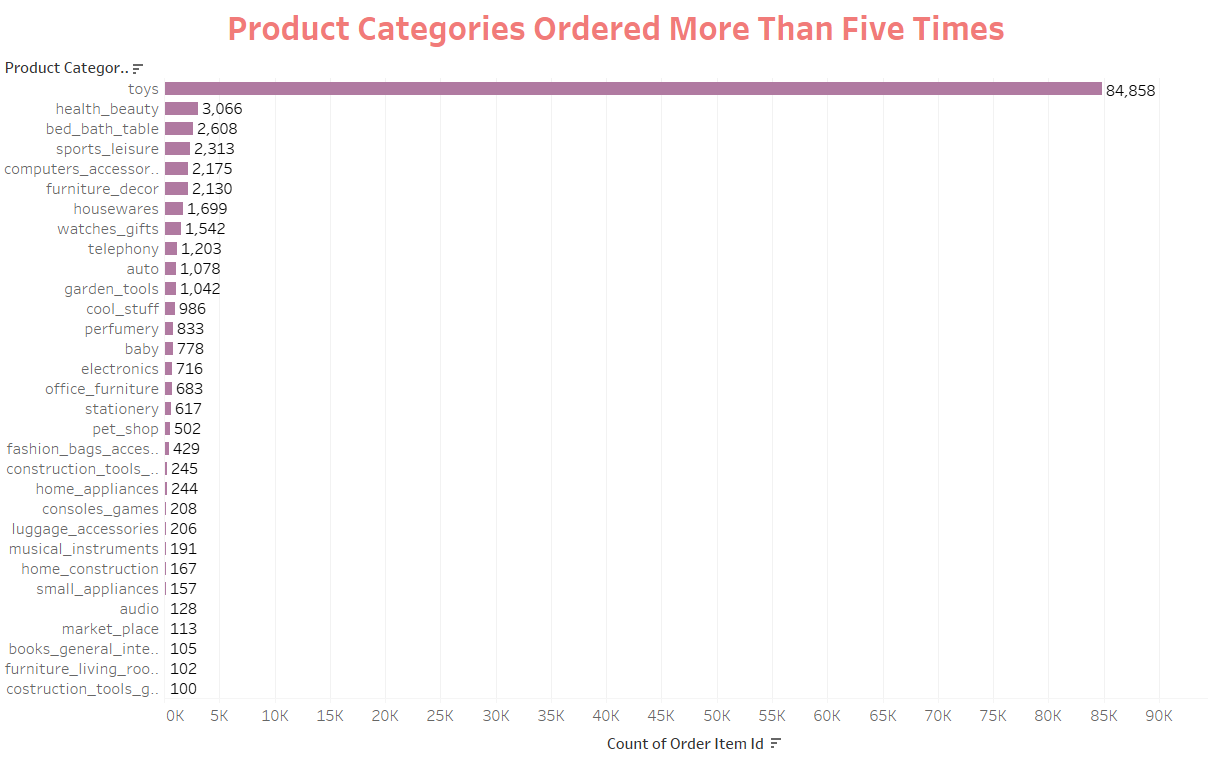 Product Categories Ordered More Than Five Times
Product Categor..
toys 84,858
health_beauty 3,066
bed_bath_table 2,608
sports_leisure 2,313
computers_accessor.. 2,175
furniture_decor 2,130
housewares 1,699
watches_gifts 1,542
telephony 1,203
auto 1,078
garden_tools 1,042
cool_stuff 986
perfumery 833
baby 778
electronics 716
office_furniture 683
stationery 617
pet_shop 502
fashion_bags_acces.. 429
construction_tools_.. 245
home_appliances 244
consoles_games 208
luggage_accessories 206
musical_instruments 191
home_construction 167
small_appliances 157
audio 128
market_place 113
books_general_inte.. 105
furniture_living_roo.. 102
costruction_tools_g.. 100
0K 5K 10K 15K 20K 25K 30K 35K 40K 45K 50K 55K 60K 65K 70K 75K 80K 85K 90K
Count of Order Item Id